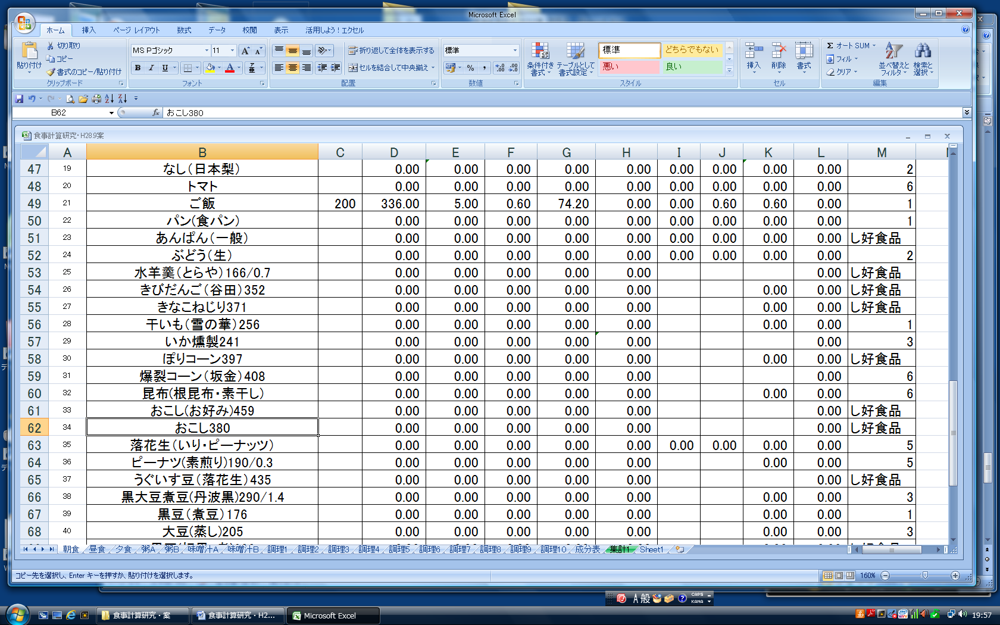 Microsoft Excel
ホーム 挿入 ページ レイアウト 数式 データ 校閲 表示 活用しよう！エクセル
貼り付け 切り取り コピー 書式のコピー/貼り付け クリップボード
MS Pゴシック 11 フォント
折り返して全体を表示する セルを結合して中央揃え 配置
標準 数値
条件付き書式 テーブルとして書式設定 標準 どちらでもない 悪い 良い スタイル
挿入 削除 書式 セル
Σ オート SUM フィル クリア 並べ替えとフィルタ 検索と選択 編集
B62 fx おこし380
食事計算研究・H28.9案
A B C D E F G H I J K L M
47 19 なし（日本梨） 0.00 0.00 0.00 0.00 0.00 0.00 0.00 0.00 0.00 2
48 20 トマト 0.00 0.00 0.00 0.00 0.00 0.00 0.00 0.00 0.00 6
49 21 ご飯 200 336.00 5.00 0.60 74.20 0.00 0.00 0.60 0.60 0.00 1
50 22 パン(食パン) 0.00 0.00 0.00 0.00 0.00 0.00 0.00 0.00 0.00 1
51 23 あんぱん（一般） 0.00 0.00 0.00 0.00 0.00 0.00 0.00 0.00 0.00 し好食品
52 24 ぶどう（生） 0.00 0.00 0.00 0.00 0.00 0.00 0.00 0.00 0.00 2
53 25 水羊羹（とらや）166/0.7 0.00 0.00 0.00 0.00 0.00 0.00 し好食品
54 26 きびだんご（谷田）352 0.00 0.00 0.00 0.00 0.00 0.00 0.00 し好食品
55 27 きなこねじり371 0.00 0.00 0.00 0.00 0.00 0.00 0.00 し好食品
56 28 干いも（雪の華）256 0.00 0.00 0.00 0.00 0.00 0.00 0.00 1
57 29 いか燻製241 0.00 0.00 0.00 0.00 0.00 0.00 3
58 30 ぽりコーン397 0.00 0.00 0.00 0.00 0.00 0.00 0.00 し好食品
59 31 爆裂コーン（坂金）408 0.00 0.00 0.00 0.00 0.00 0.00 6
60 32 昆布(根昆布・素干し) 0.00 0.00 0.00 0.00 0.00 0.00 0.00 6
61 33 おこし(お好み)459 0.00 0.00 0.00 0.00 0.00 0.00 し好食品
62 34 おこし380 0.00 0.00 0.00 0.00 0.00 0.00 し好食品
63 35 落花生（いり・ピーナッツ） 0.00 0.00 0.00 0.00 0.00 0.00 0.00 0.00 0.00 5
64 36 ピーナツ(素煎り)190/0.3 0.00 0.00 0.00 0.00 0.00 0.00 0.00 5
65 37 うぐいす豆（落花生）435 0.00 0.00 0.00 0.00 0.00 0.00 し好食品
66 38 黒大豆煮豆(丹波黒)290/1.4 0.00 0.00 0.00 0.00 0.00 0.00 0.00 3
67 39 黒豆（煮豆）176 0.00 0.00 0.00 0.00 0.00 0.00 0.00 1
68 40 大豆(蒸し)205 0.00 0.00 0.00 0.00 0.00 0.00 0.00 3
朝食 昼食 夕食 粥A 粥B 味噌汁A 味噌汁B 調理1 調理2 調理3 調理4 調理5 調理6 調理7 調理8 調理9 調理10 成分表 集計1 Sheet1
コピー先を選択し、Enter キーを押すか、貼り付けを選択します。 160%
A 般 CAPS KANA
食事計算研究・案 食事計算研究・H2... Microsoft Excel 19:57